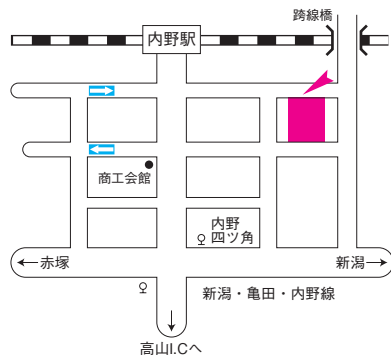 跨線橋
内野駅
商工会館
内野
四ツ角
赤塚
新潟
新潟・亀田・内野線
高山I.Cへ